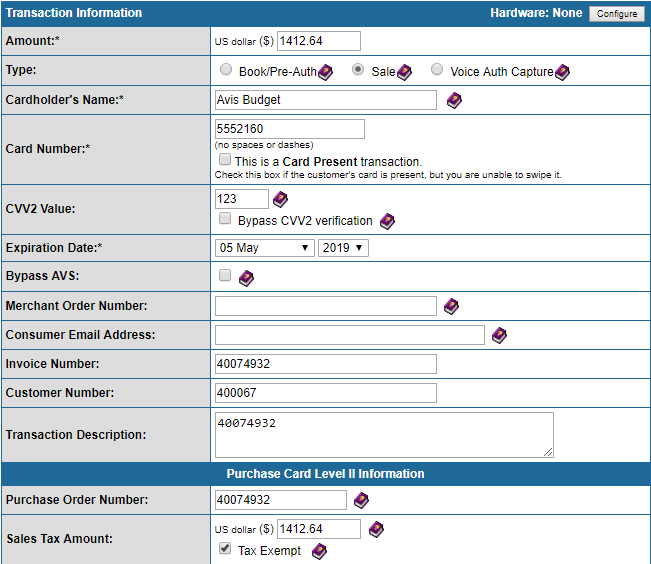 Transaction Information Hardware: None Configure
Amount:* US dollar ($) 1412.64
Type: Book/Pre-Auth Sale Voice Auth Capture
Cardholder's Name:* Avis Budget
Card Number:* 5552160
(no spaces or dashes)
This is a Card Present transaction.
Check this box if the customer's card is present, but you are unable to swipe it.
CVV2 Value: 123
Bypass CVV2 verification
Expiration Date:* 05 May 2019
Bypass AVS:
Merchant Order Number:
Consumer Email Address:
Invoice Number: 40074932
Customer Number: 400067
Transaction Description: 40074932
Purchase Card Level II Information
Purchase Order Number: 40074932
Sales Tax Amount: US dollar ($) 1412.64
Tax Exempt